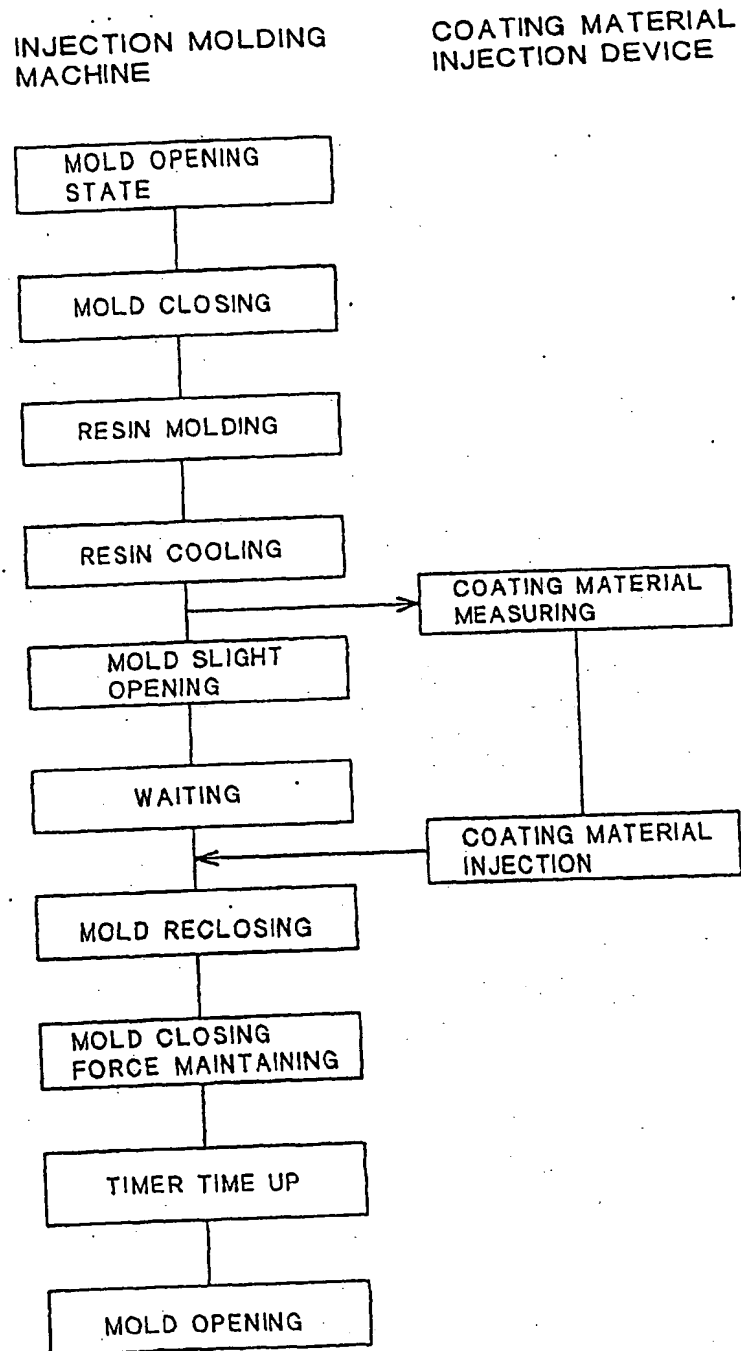 INJECTION MOLDING
MACHINE
COATING MATERIAL
INJECTION DEVICE
MOLD OPENING
STATE
MOLD CLOSING
RESIN MOLDING
RESIN COOLING
COATING MATERIAL
MEASURING
MOLD SLIGHT
OPENING
WAITING
COATING MATERIAL
INJECTION
MOLD RECLOSING
MOLD CLOSING
FORCE MAINTAINING
TIMER TIME UP
MOLD OPENING